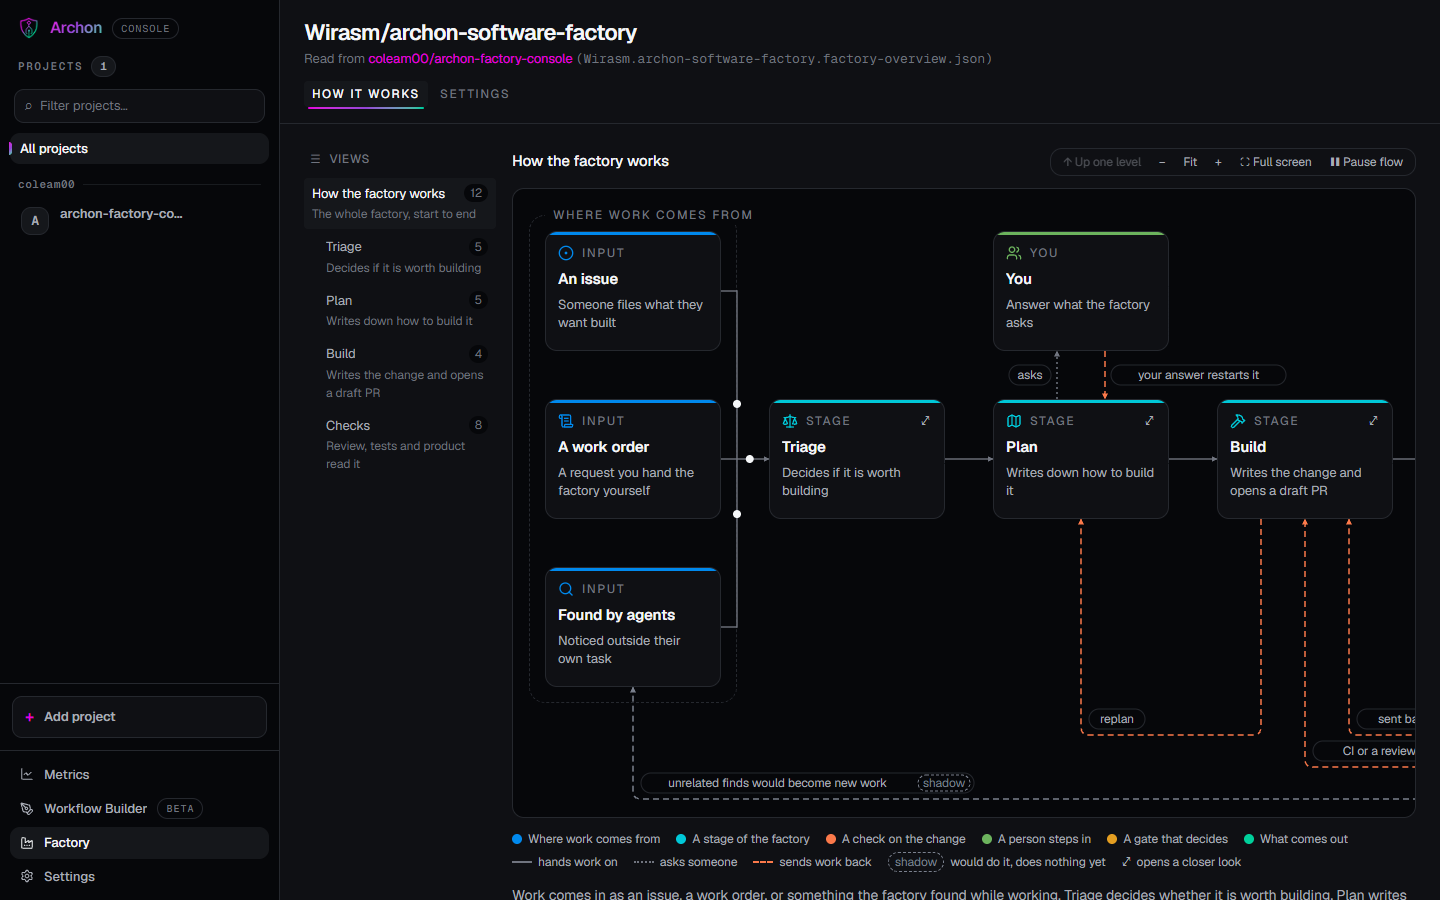 Archon CONSOLE
PROJECTS 1
Filter projects...
All projects
coleam00
A archon-factory-co...
+ Add project
Metrics
Workflow Builder BETA
Factory
Settings
Wirasm/archon-software-factory
Read from coleam00/archon-factory-console (Wirasm.archon-software-factory.factory-overview.json)
HOW IT WORKS SETTINGS
VIEWS
How the factory works 12
The whole factory, start to end
Triage 5
Decides if it is worth building
Plan 5
Writes down how to build it
Build 4
Writes the change and opens
a draft PR
Checks 8
Review, tests and product
read it
How the factory works
↑ Up one level − Fit + Full screen Pause flow
WHERE WORK COMES FROM
INPUT
An issue
Someone files what they
want built
YOU
You
Answer what the factory
asks
asks
your answer restarts it
INPUT
A work order
A request you hand the
factory yourself
STAGE
Triage
Decides if it is worth
building
STAGE
Plan
Writes down how to build
it
STAGE
Build
Writes the change and
opens a draft PR
INPUT
Found by agents
Noticed outside their
own task
replan
sent ba
CI or a review
unrelated finds would become new work shadow
Where work comes from A stage of the factory A check on the change A person steps in A gate that decides What comes out
hands work on asks someone sends work back shadow would do it, does nothing yet opens a closer look
Work comes in as an issue, a work order, or something the factory found while working. Triage decides whether it is worth building. Plan writes